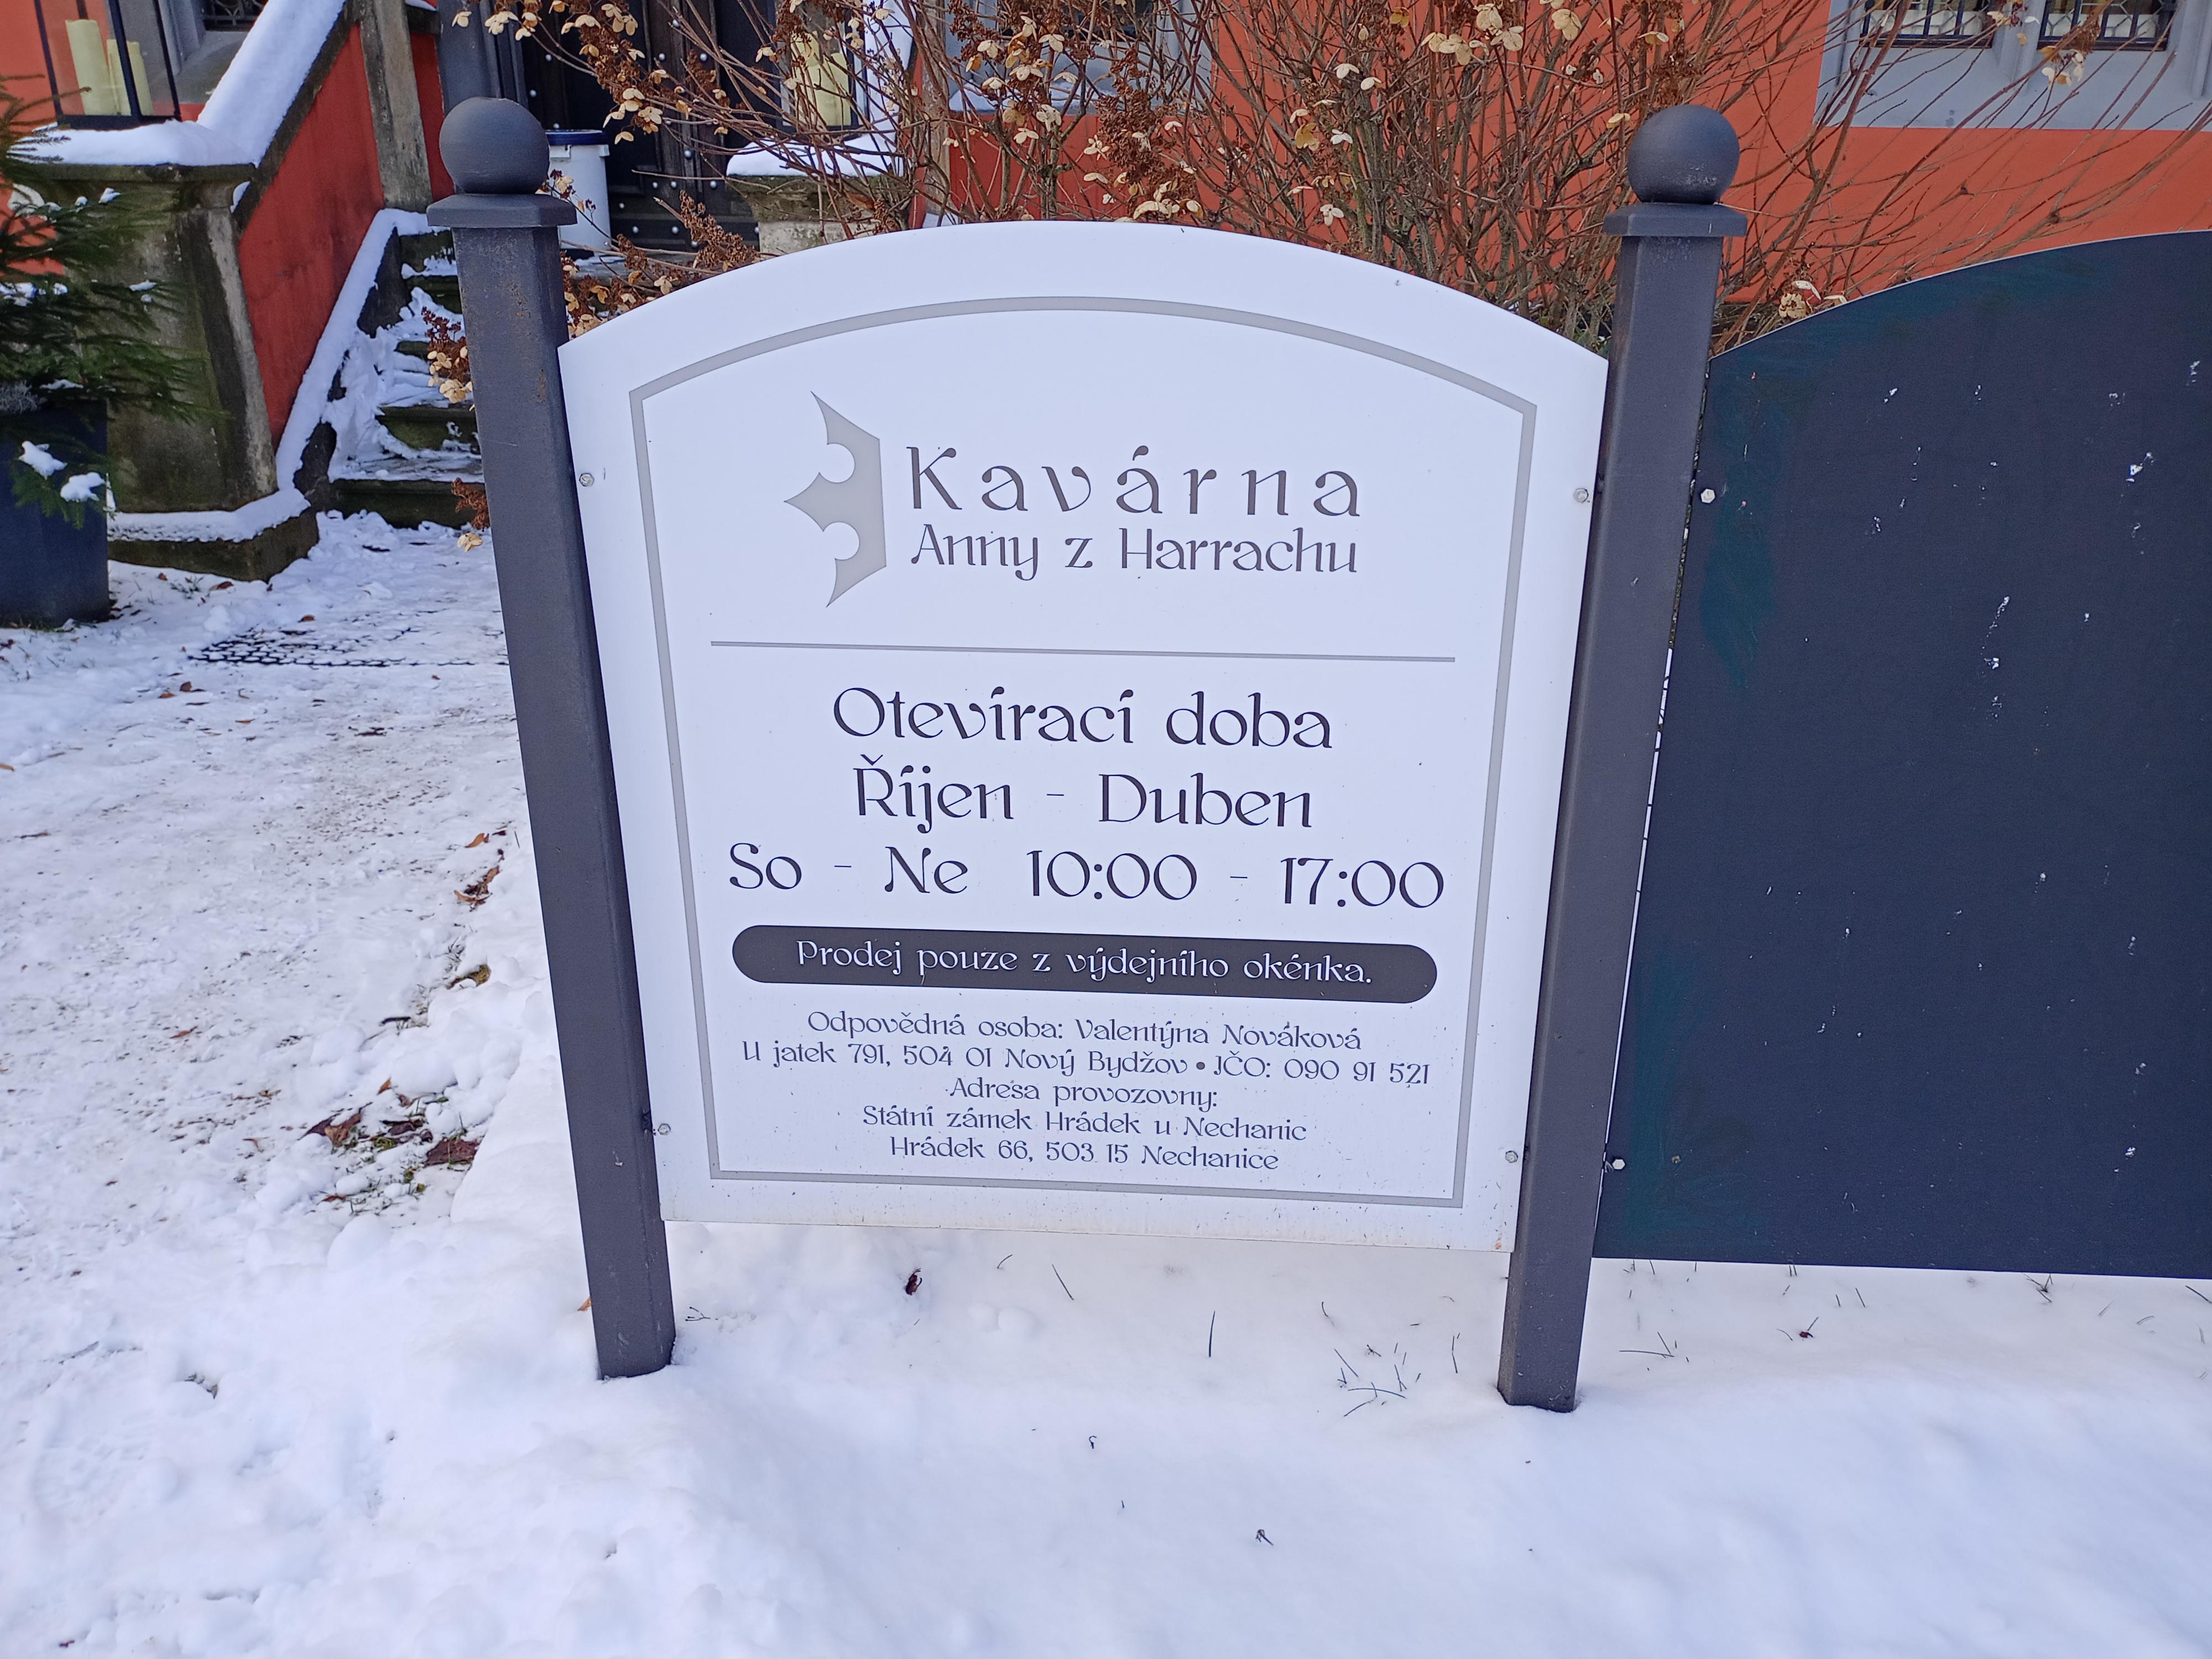 Kavárna
Anny z Harrachu
Otevírací doba
Říjen - Duben
So - Ne 10:00 - 17:00
Prodej pouze z výdejního okénka.
Odpovědná osoba: Valentýna Nováková
U jatek 791, 504 01 Nový Bydžov • IČO: 090 91 521
Adresa provozovny:
Státní zámek Hrádek u Nechanic
Hrádek 66, 503 15 Nechanice